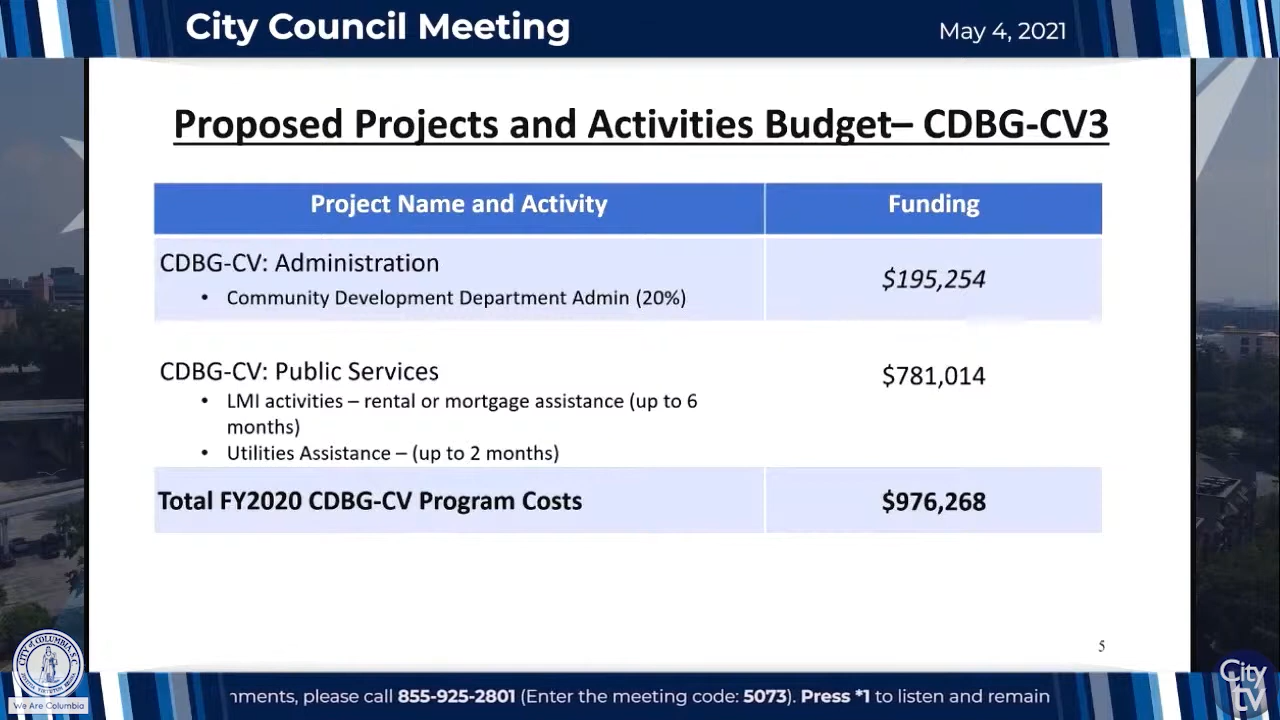 City Council Meeting
May 4, 2021
Proposed Projects and Activities Budget– CDBG-CV3
Project Name and Activity
Funding
CDBG-CV: Administration
• Community Development Department Admin (20%)
$195,254
CDBG-CV: Public Services
• LMI activities – rental or mortgage assistance (up to 6
months)
• Utilities Assistance – (up to 2 months)
$781,014
Total FY2020 CDBG-CV Program Costs
$976,268
5
CITY of COLUMBIA, S.C.
We Are Columbia
please call 855-925-2801 (Enter the meeting code: 5073). Press *1 to listen and remain
City
tv